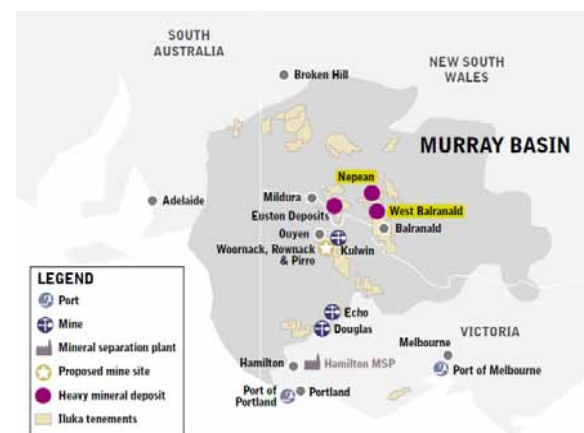 SOUTH
AUSTRALIA
NEW SOUTH
WALES
Broken Hill
MURRAY BASIN
Nepean
Mildura
Adelaide
West Balranald
Euston Deposits
Balranald
Ouyen
Kulwin
Woornack, Rownack
& Pirro
LEGEND
Port
Mine
Mineral separation plant
Proposed mine site
Heavy mineral deposit
Iluka tenements
Echo
Douglas
VICTORIA
Melbourne
Hamilton
Hamilton MSP
Port of Melbourne
Port of
Portland
Portland